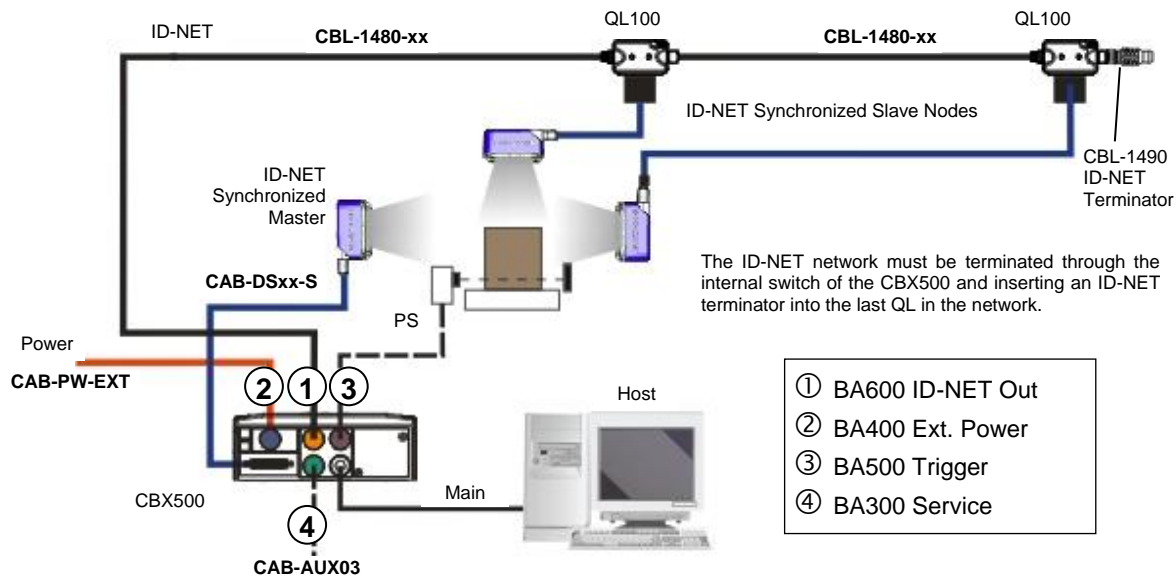 QL100
QL100
ID-NET
CBL-1480-xx
CBL-1480-xx
ID-NET Synchronized Slave Nodes
CBL-1490
ID-NET
Terminator
ID-NET
Synchronized
Master
The ID-NET network must be terminated through the
internal switch of the CBX500 and inserting an ID-NET
terminator into the last QL in the network.
CAB-DSxx-S
PS
Power
CAB-PW-EXT
2
1
3
Host
① BA600 ID-NET Out
② BA400 Ext. Power
③ BA500 Trigger
④ BA300 Service
Main
CBX500
4
CAB-AUX03